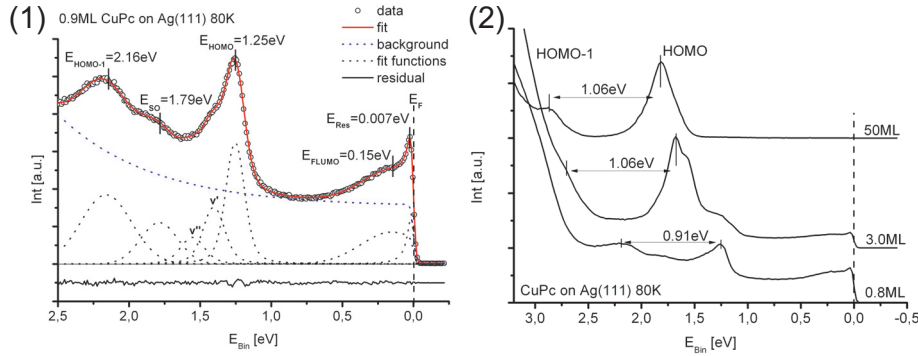 (1)
0.9ML CuPc on Ag(111) 80K
data
fit
background
fit functions
residual
E_HOMO=1.25eV
E_HOMO-1=2.16eV
E_SO=1.79eV
E_F
E_Res=0.007eV
E_FLUMO=0.15eV
v'
v''
Int [a.u.]
2,5 2,0 1,5 1,0 0,5 0,0
E_Bin [eV]
(2)
HOMO-1
HOMO
1.06eV
50ML
1.06eV
3.0ML
0.91eV
0.8ML
CuPc on Ag(111) 80K
Int [a.u.]
3,0 2,5 2,0 1,5 1,0 0,5 0,0 -0,5
E_Bin [eV]